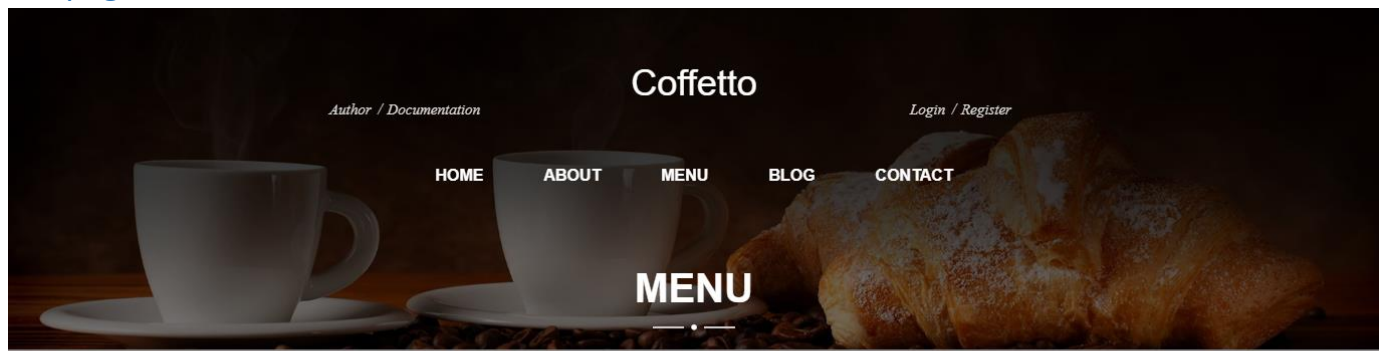 Coffetto
Author / Documentation
Login / Register
HOME ABOUT MENU BLOG CONTACT
MENU